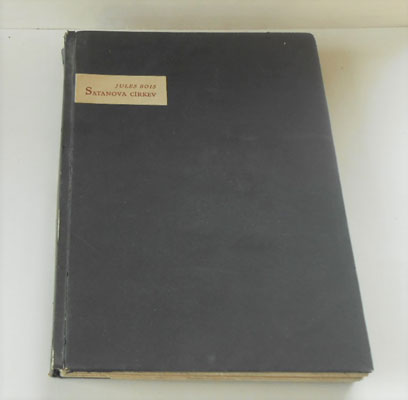 JULES BOIS
SATANOVA CÍRKEV